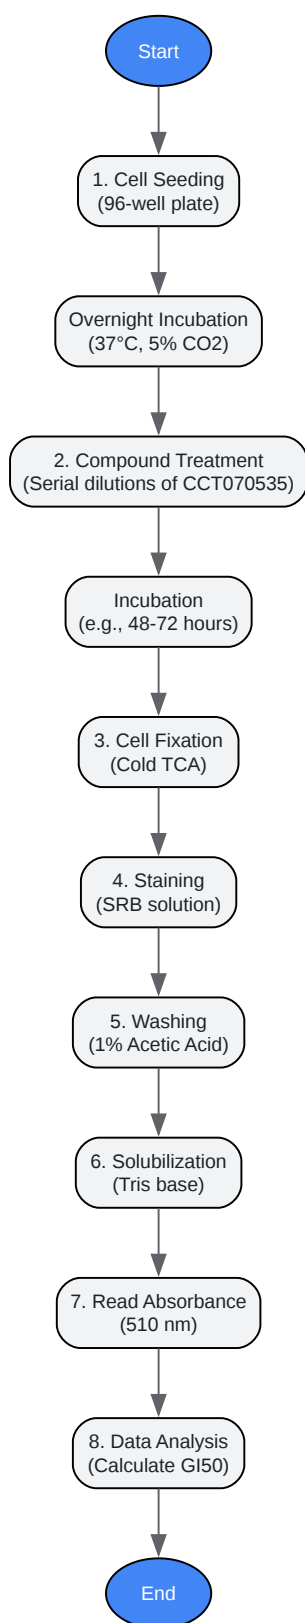 Start
1. Cell Seeding
(96-well plate)
Overnight Incubation
(37°C, 5% CO2)
2. Compound Treatment
(Serial dilutions of CCT070535)
Incubation
(e.g., 48-72 hours)
3. Cell Fixation
(Cold TCA)
4. Staining
(SRB solution)
5. Washing
(1% Acetic Acid)
6. Solubilization
(Tris base)
7. Read Absorbance
(510 nm)
8. Data Analysis
(Calculate GI50)
End